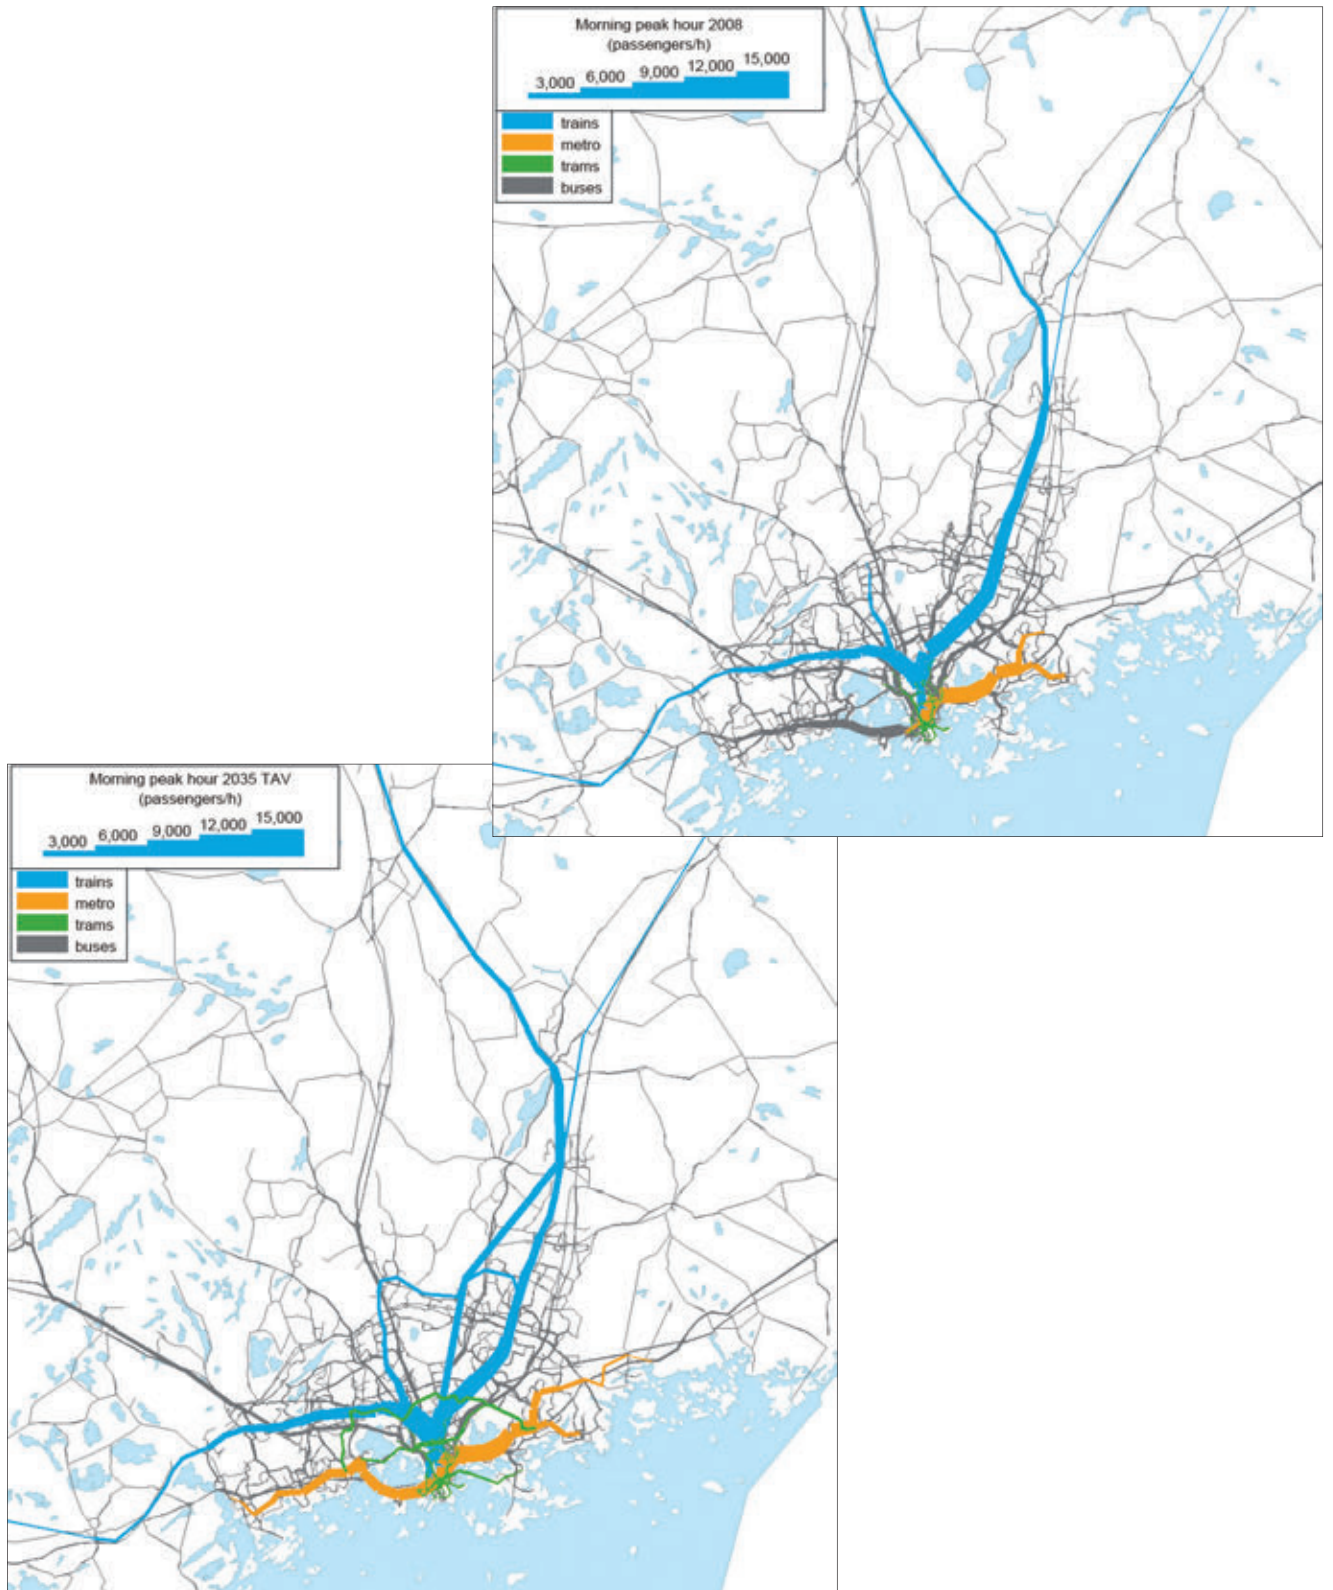 Morning peak hour 2008
(passengers/h)
3,000 6,000 9,000 12,000 15,000
trains
metro
trams
buses
Morning peak hour 2035 TAV
(passengers/h)
3,000 6,000 9,000 12,000 15,000
trains
metro
trams
buses